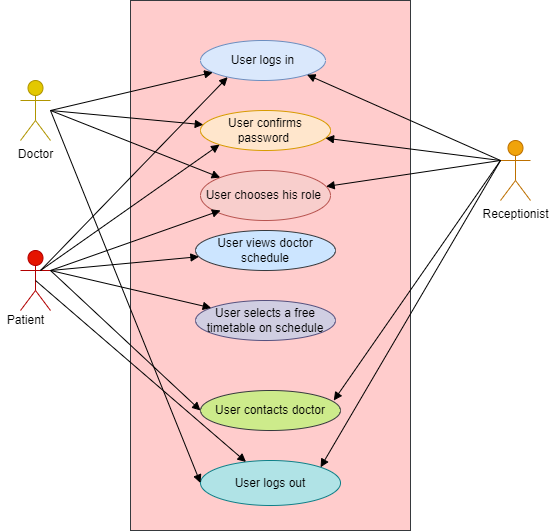 User logs in
User confirms
password
Doctor
User chooses his role
Receptionist
User views doctor
schedule
User selects a free
timetable on schedule
Patient
User contacts doctor
User logs out